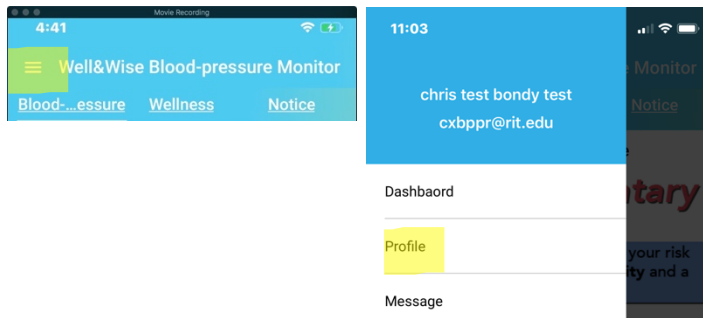 Movie Recording
4:41
Well&Wise Blood-pressure Monitor
Blood-...essure Wellness Notice
11:03
Monitor
chris test bondy test
Notice
cxbppr@rit.edu
Dashbaord
tary
Profile
your risk
ity and a
Message